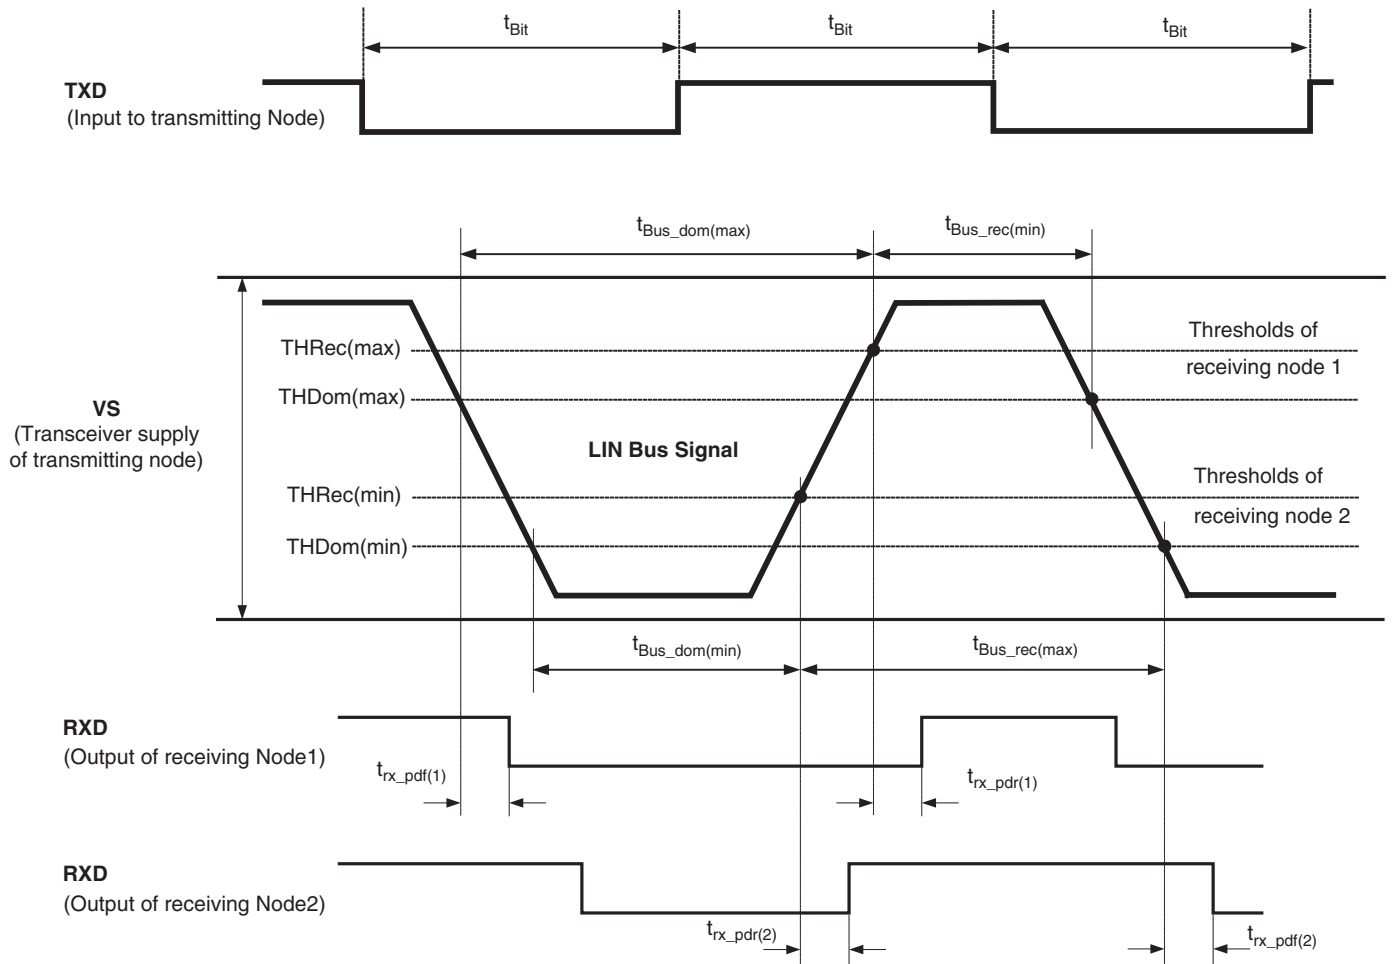 tBit
tBit
tBit
TXD
(Input to transmitting Node)
tBus_dom(max)
tBus_rec(min)
THRec(max)
Thresholds of
receiving node 1
THDom(max)
VS
(Transceiver supply
of transmitting node)
LIN Bus Signal
THRec(min)
Thresholds of
receiving node 2
THDom(min)
tBus_dom(min)
tBus_rec(max)
RXD
(Output of receiving Node1)
trx_pdf(1)
trx_pdr(1)
RXD
(Output of receiving Node2)
trx_pdr(2)
trx_pdf(2)